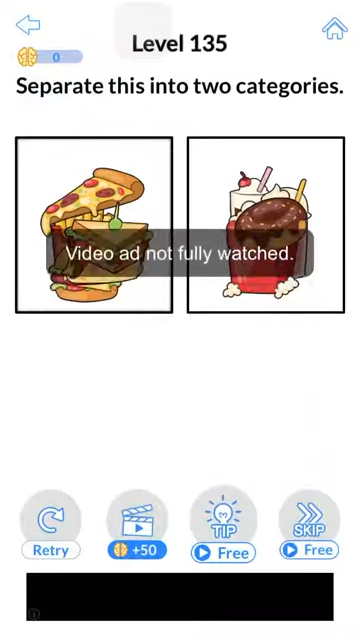 Level 135
0
Separate this into two categories.
Video ad not fully watched.
TIP
SKIP
Retry
+50
Free
Free